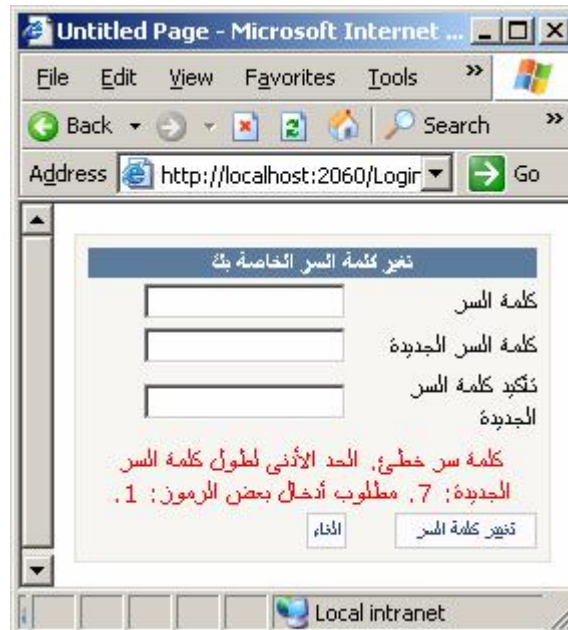 Untitled Page - Microsoft Internet ...
File Edit View Favorites Tools »
Back Search »
Address http://localhost:2060/Login Go
تغير كلمة السر الخاصة بك
كلمة السر
كلمة السر الجديدة
تأكيد كلمة السر
الجديدة
كلمة سر خطئ. الحد الأدنى لطول كلمة السر
الجديدة: 7. مطلوب أدخال بعض الرموز: 1.
تغيير كلمة السر الغاء
Local intranet